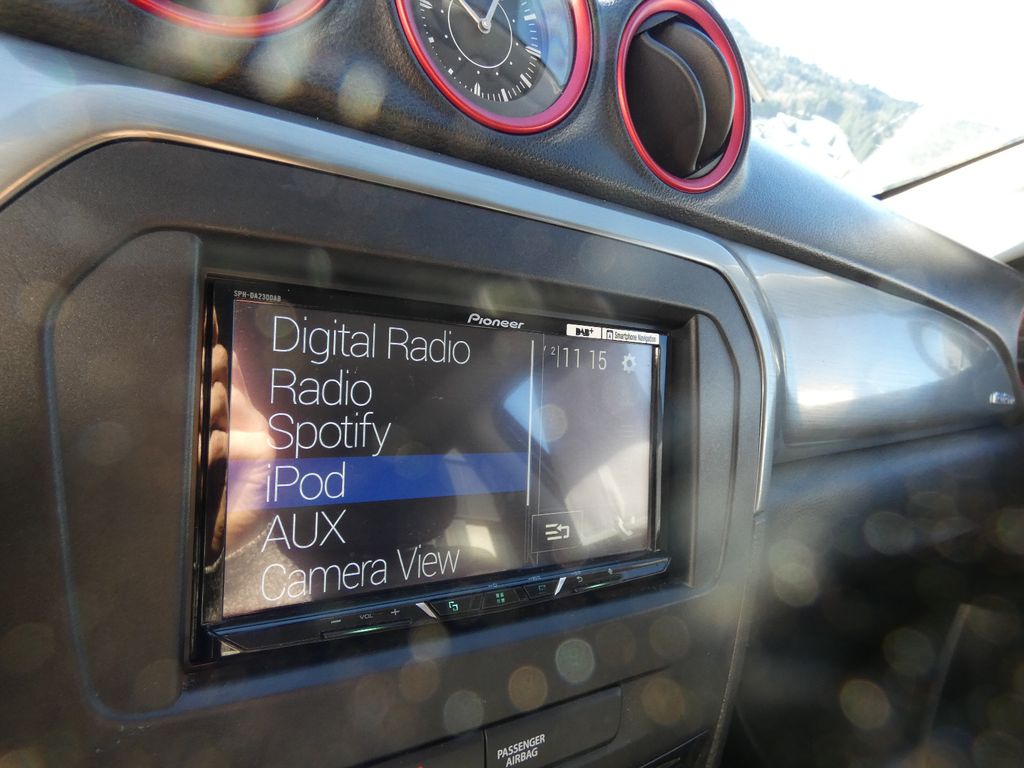 SPH-DA230DAB
Pioneer
DAB+
Smartphone Navigation
Digital Radio
11 15
Radio
Spotify
iPod
AUX
Camera View
VOL +
PASSENGER
AIRBAG